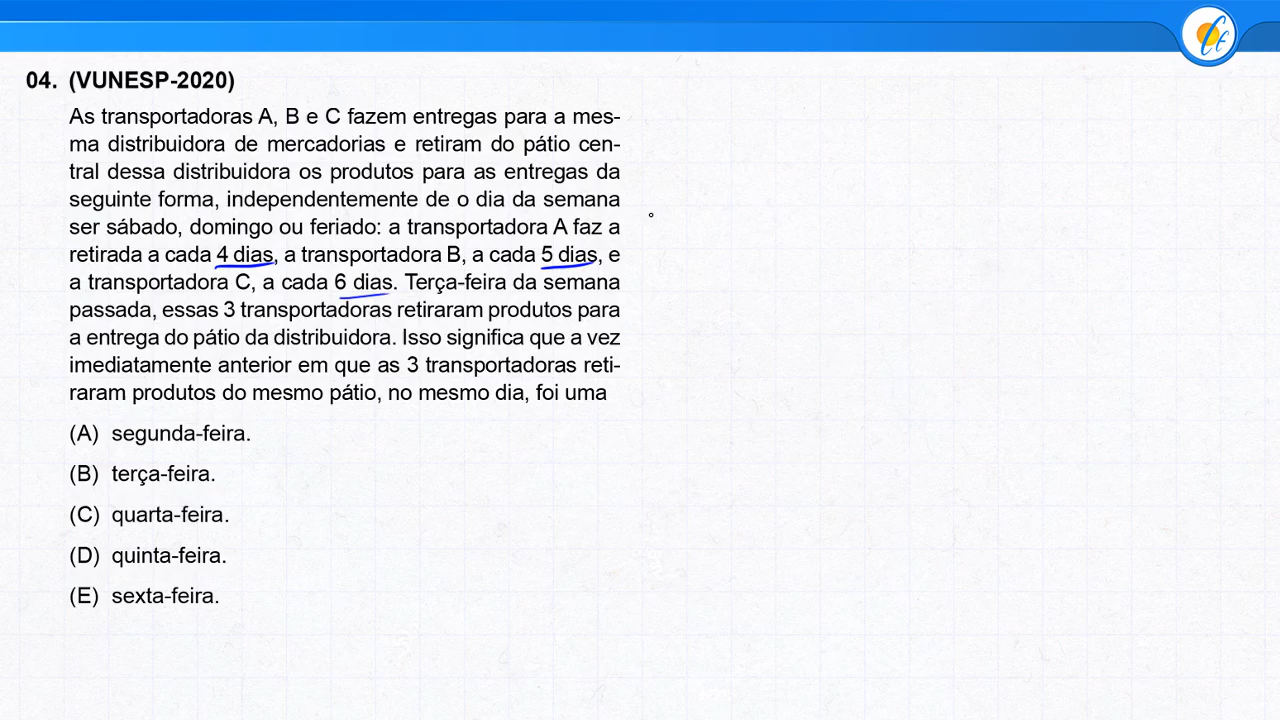 04. (VUNESP-2020)
As transportadoras A, B e C fazem entregas para a mes-
ma distribuidora de mercadorias e retiram do pátio cen-
tral dessa distribuidora os produtos para as entregas da
seguinte forma, independentemente de o dia da semana
ser sábado, domingo ou feriado: a transportadora A faz a
retirada a cada 4 dias, a transportadora B, a cada 5 dias, e
a transportadora C, a cada 6 dias. Terça-feira da semana
passada, essas 3 transportadoras retiraram produtos para
a entrega do pátio da distribuidora. Isso significa que a vez
imediatamente anterior em que as 3 transportadoras reti-
raram produtos do mesmo pátio, no mesmo dia, foi uma
(A) segunda-feira.
(B) terça-feira.
(C) quarta-feira.
(D) quinta-feira.
(E) sexta-feira.